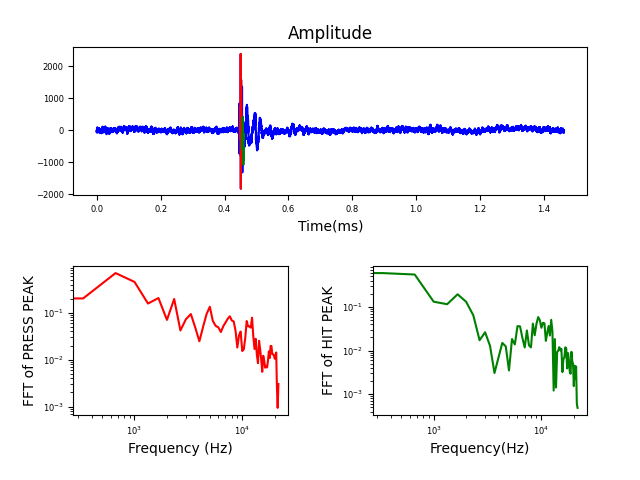 Amplitude
2000
1000
0
−1000
−2000
0.0 0.2 0.4 0.6 0.8 1.0 1.2 1.4
Time(ms)
FFT of PRESS PEAK
10⁻¹
10⁻²
10⁻³
10³ 10⁴
Frequency (Hz)
FFT of HIT PEAK
10⁻¹
10⁻²
10⁻³
10³ 10⁴
Frequency(Hz)